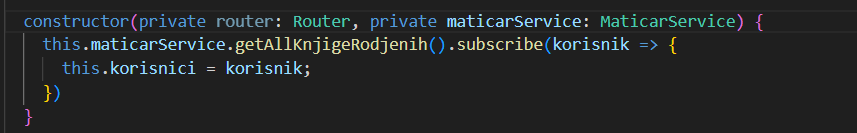 constructor(private router: Router, private maticarService: MaticarService) {
this.maticarService.getAllKnjigeRodjenih().subscribe(korisnik => {
this.korisnici = korisnik;
})
}